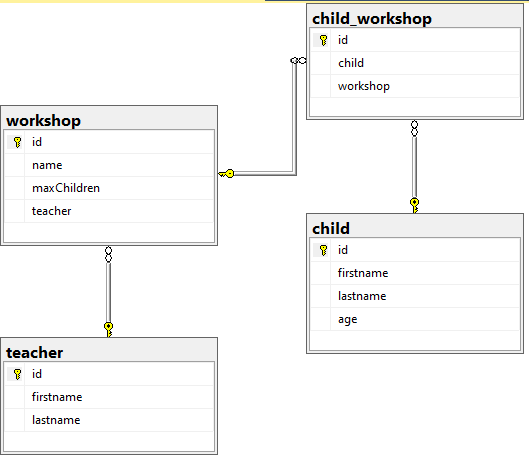 child_workshop
id
child
workshop
workshop
id
name
maxChildren
teacher
child
id
firstname
lastname
age
teacher
id
firstname
lastname